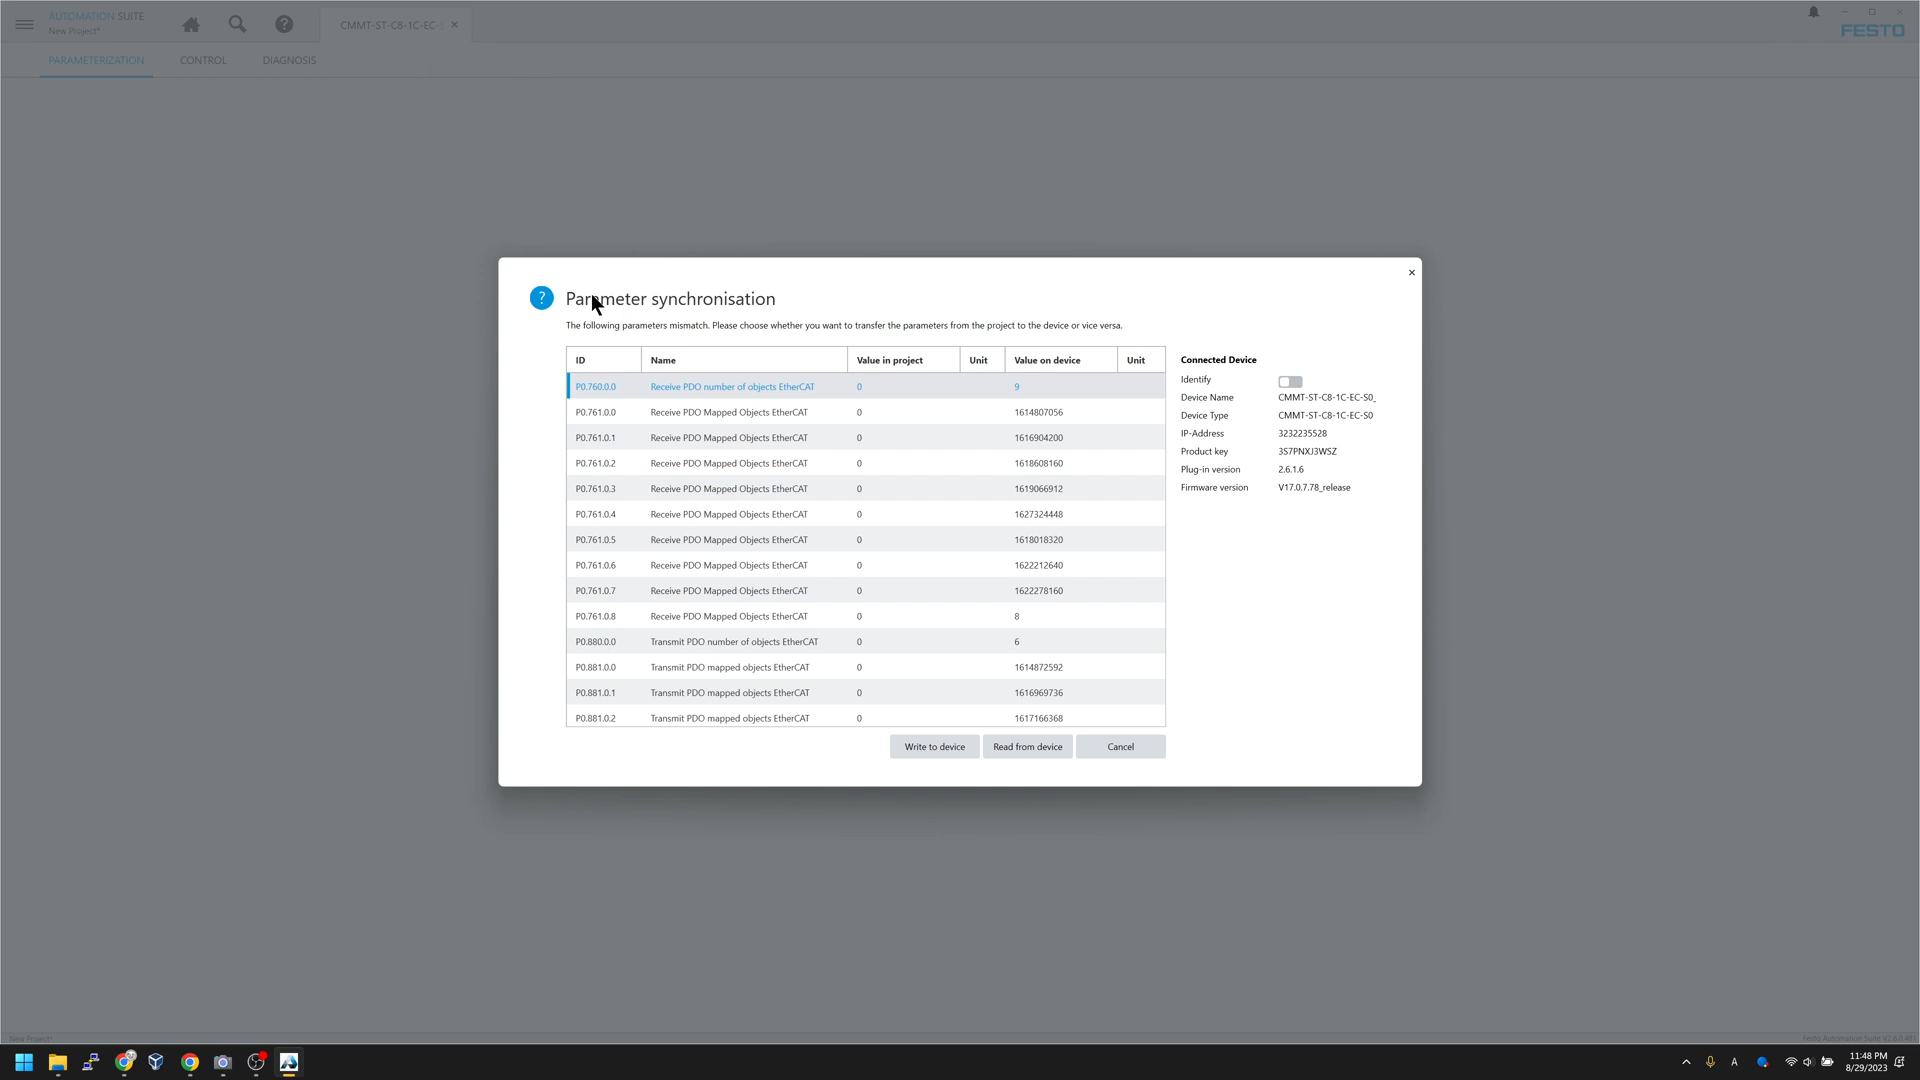 AUTOMATION SUITE
New Project*
CMMT-ST-C8-1C-EC-S
FESTO
PARAMETERIZATION CONTROL DIAGNOSIS
? Parameter synchronisation
The following parameters mismatch. Please choose whether you want to transfer the parameters from the project to the device or vice versa.
ID Name Value in project Unit Value on device Unit
P0.760.0.0 Receive PDO number of objects EtherCAT 0 9
P0.761.0.0 Receive PDO Mapped Objects EtherCAT 0 1614807056
P0.761.0.1 Receive PDO Mapped Objects EtherCAT 0 1616904200
P0.761.0.2 Receive PDO Mapped Objects EtherCAT 0 1618608160
P0.761.0.3 Receive PDO Mapped Objects EtherCAT 0 1619066912
P0.761.0.4 Receive PDO Mapped Objects EtherCAT 0 1627324448
P0.761.0.5 Receive PDO Mapped Objects EtherCAT 0 1618018320
P0.761.0.6 Receive PDO Mapped Objects EtherCAT 0 1622212640
P0.761.0.7 Receive PDO Mapped Objects EtherCAT 0 1622278160
P0.761.0.8 Receive PDO Mapped Objects EtherCAT 0 8
P0.880.0.0 Transmit PDO number of objects EtherCAT 0 6
P0.881.0.0 Transmit PDO mapped objects EtherCAT 0 1614872592
P0.881.0.1 Transmit PDO mapped objects EtherCAT 0 1616969736
P0.881.0.2 Transmit PDO mapped objects EtherCAT 0 1617166368
Write to device Read from device Cancel
Connected Device
Identify
Device Name CMMT-ST-C8-1C-EC-S0_
Device Type CMMT-ST-C8-1C-EC-S0
IP-Address 3232235528
Product key 3S7PNXJ3WSZ
Plug-in version 2.6.1.6
Firmware version V17.0.7.78_release
New Project*
Festo Automation Suite V2.6.0.481
A
11:48 PM
8/29/2023